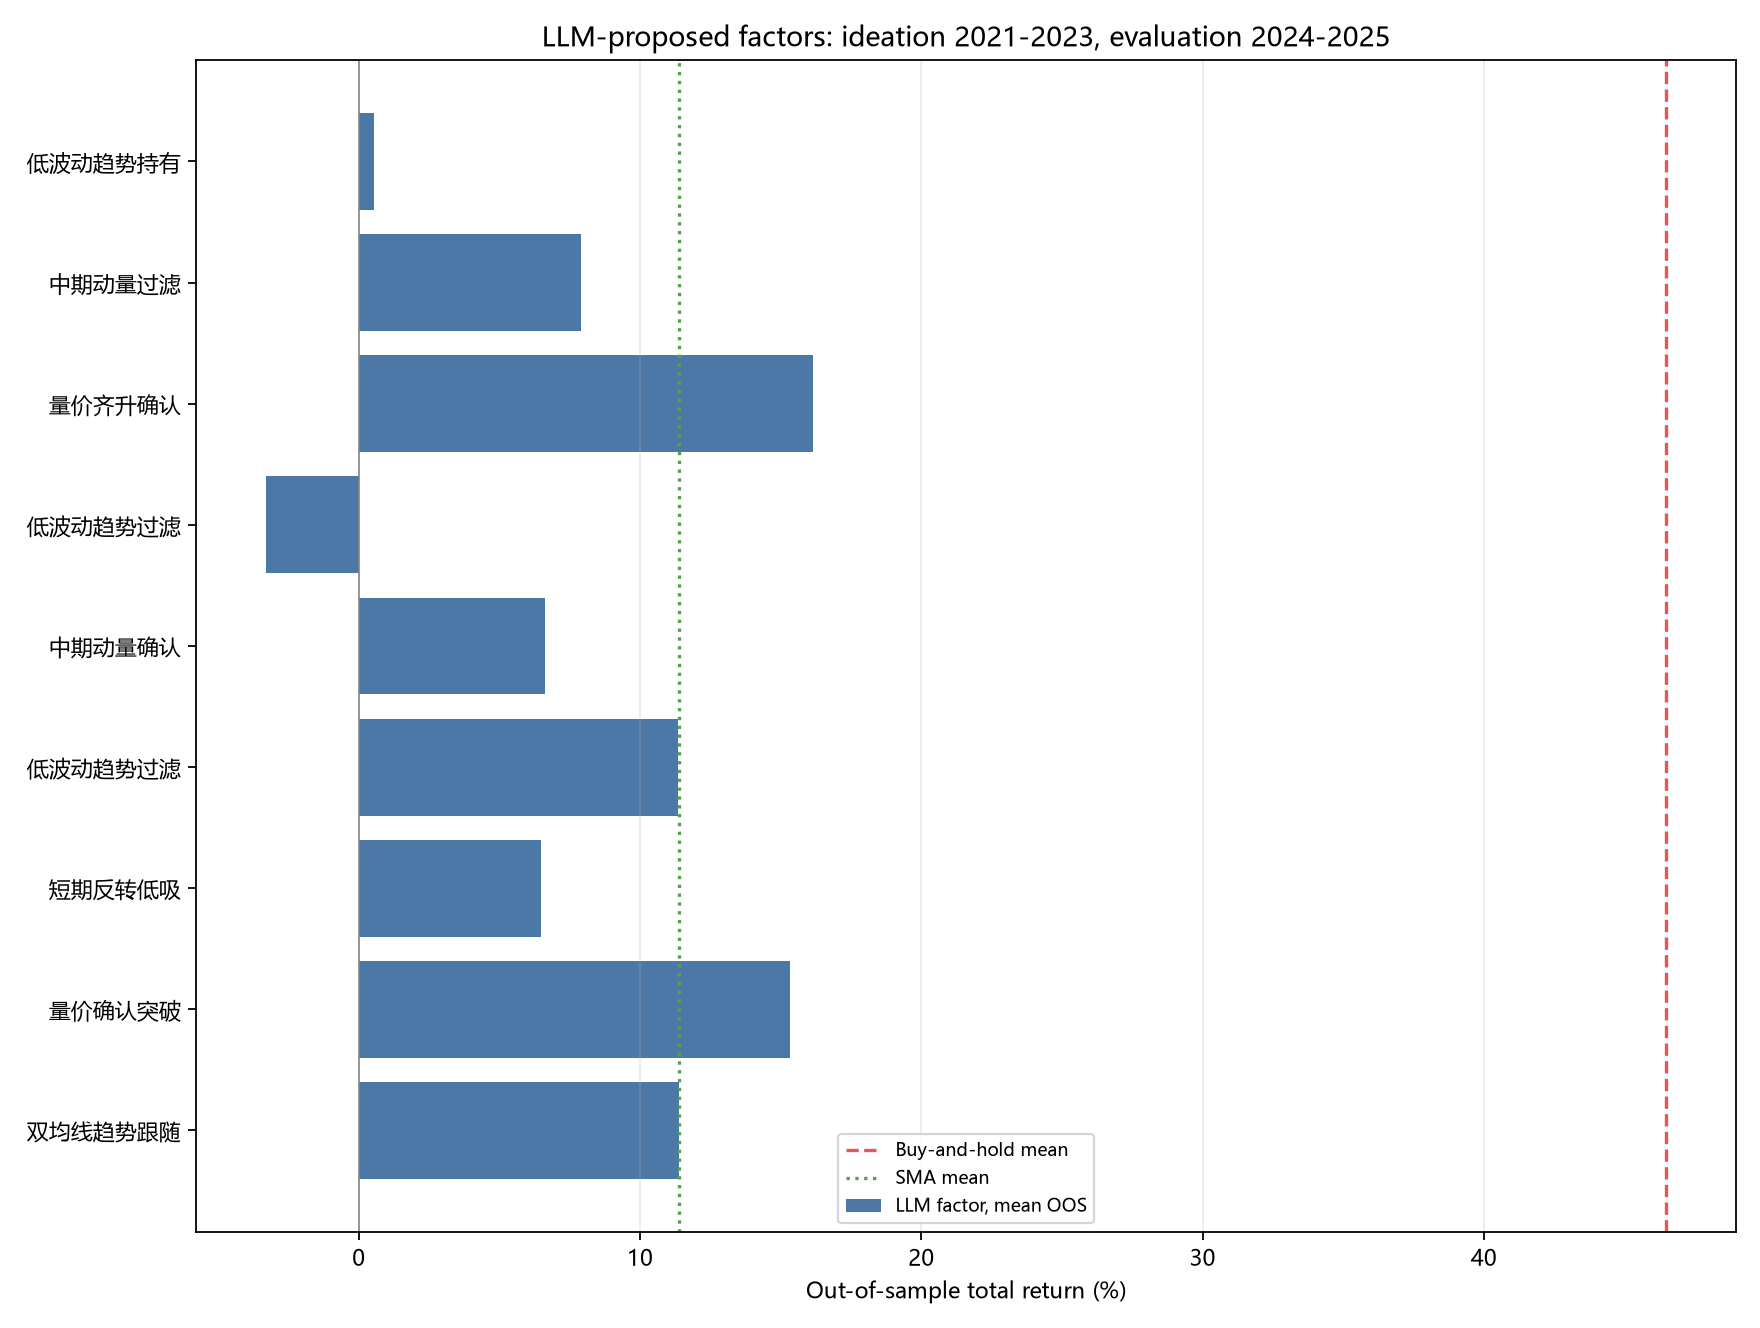 LLM-proposed factors: ideation 2021-2023, evaluation 2024-2025
低波动趋势持有
中期动量过滤
量价齐升确认
低波动趋势过滤
中期动量确认
低波动趋势过滤
短期反转低吸
量价确认突破
双均线趋势跟随
Buy-and-hold mean
SMA mean
LLM factor, mean OOS
0 10 20 30 40
Out-of-sample total return (%)